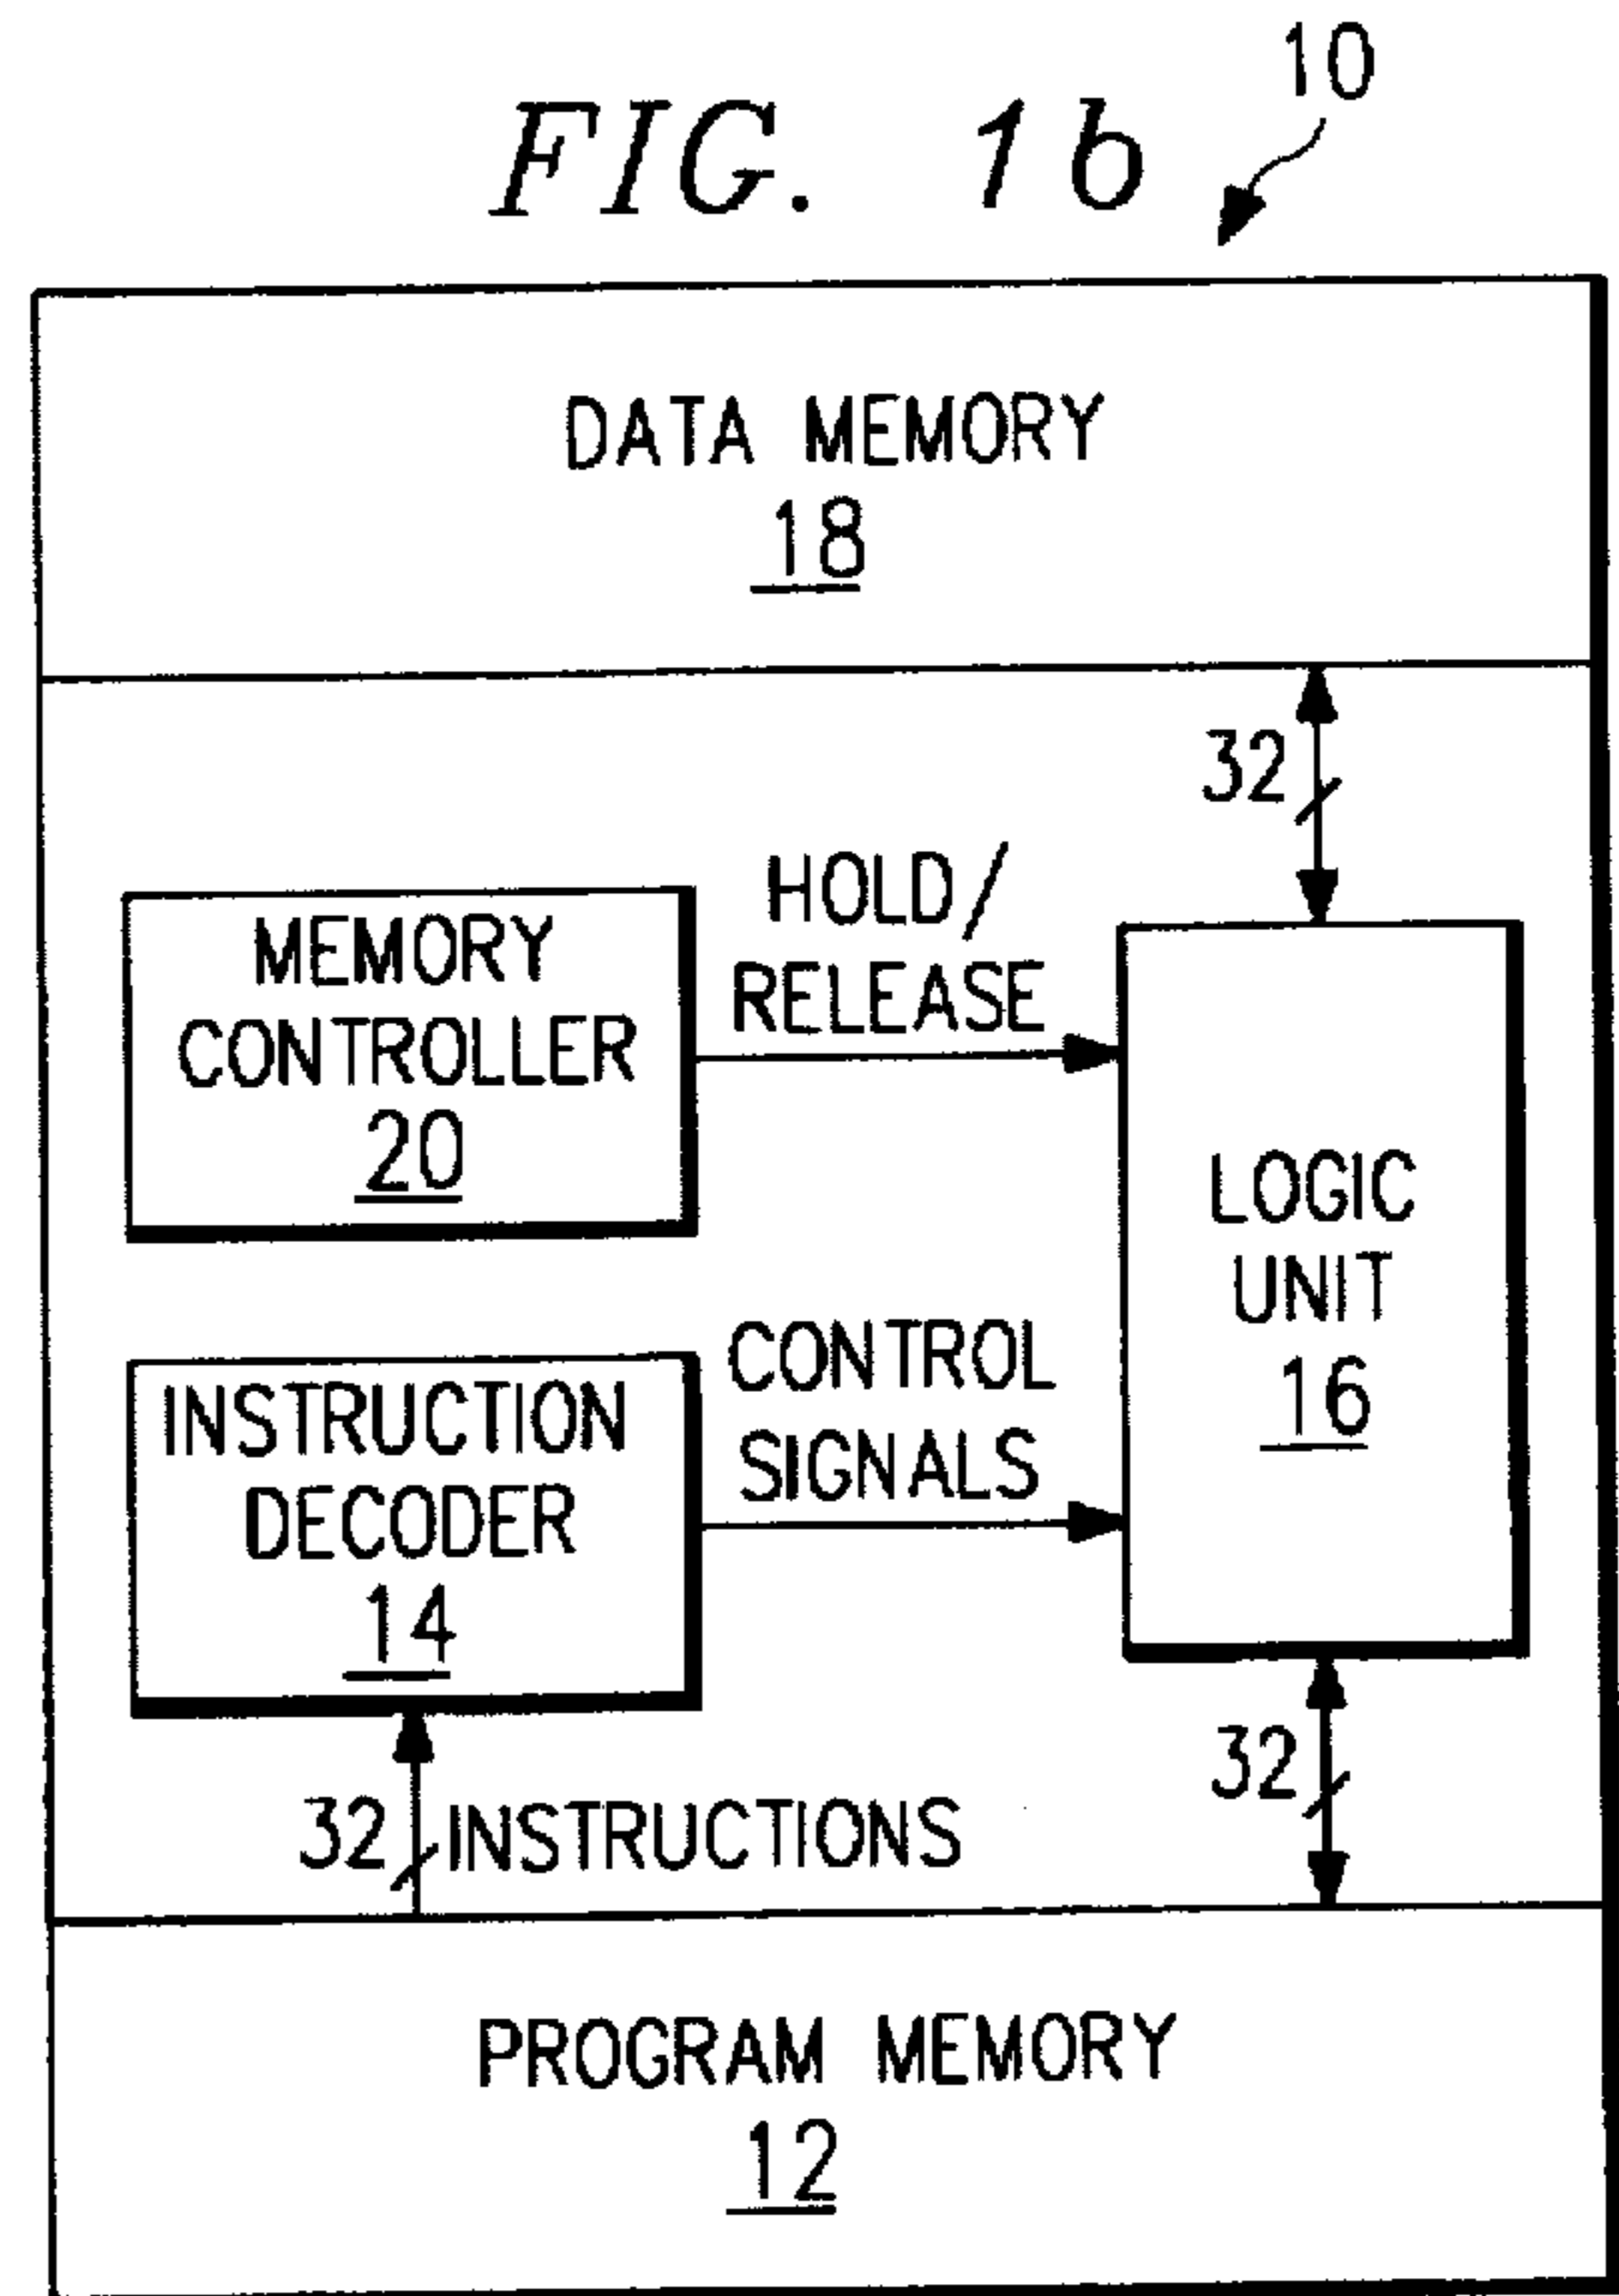 10
FIG. 1b
DATA MEMORY
18
32
HOLD/
RELEASE
MEMORY
CONTROLLER
20
LOGIC
UNIT
16
CONTROL
SIGNALS
INSTRUCTION
DECODER
14
32 INSTRUCTIONS
32
PROGRAM MEMORY
12